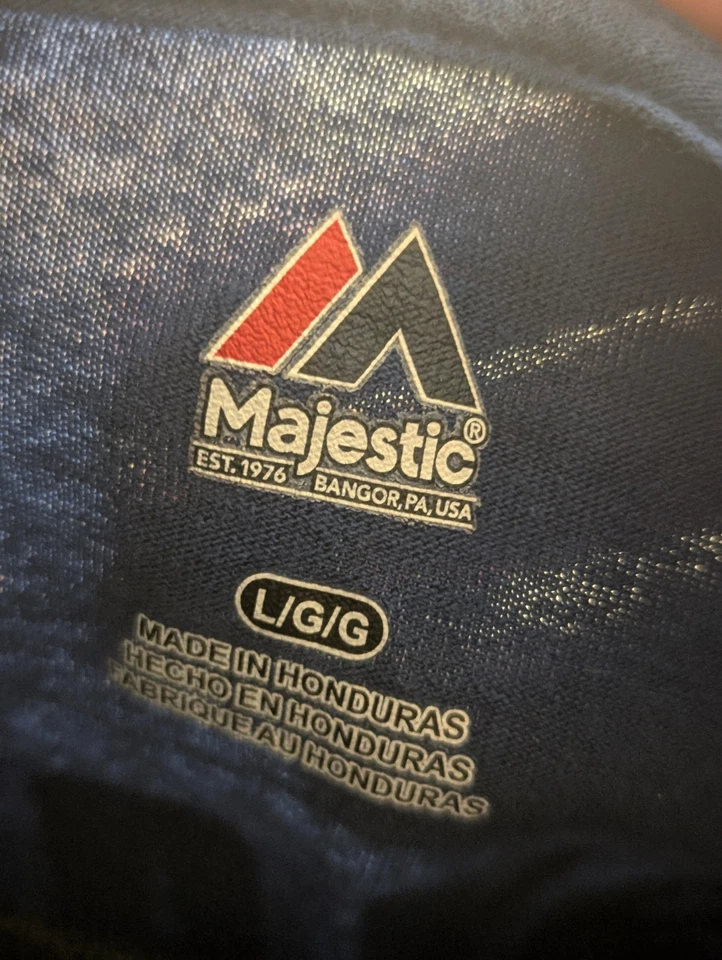 Majestic®
EST. 1976 BANGOR, PA, USA
L/G/G
MADE IN HONDURAS
HECHO EN HONDURAS
FABRIQUE AU HONDURAS